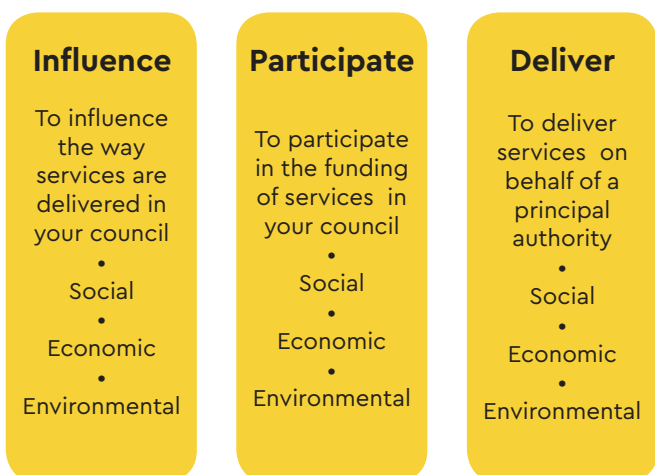 Influence
To influence
the way
services are
delivered in
your council
•
Social
•
Economic
•
Environmental
Participate
To participate
in the funding
of services in
your council
•
Social
•
Economic
•
Environmental
Deliver
To deliver
services on
behalf of a
principal
authority
•
Social
•
Economic
•
Environmental